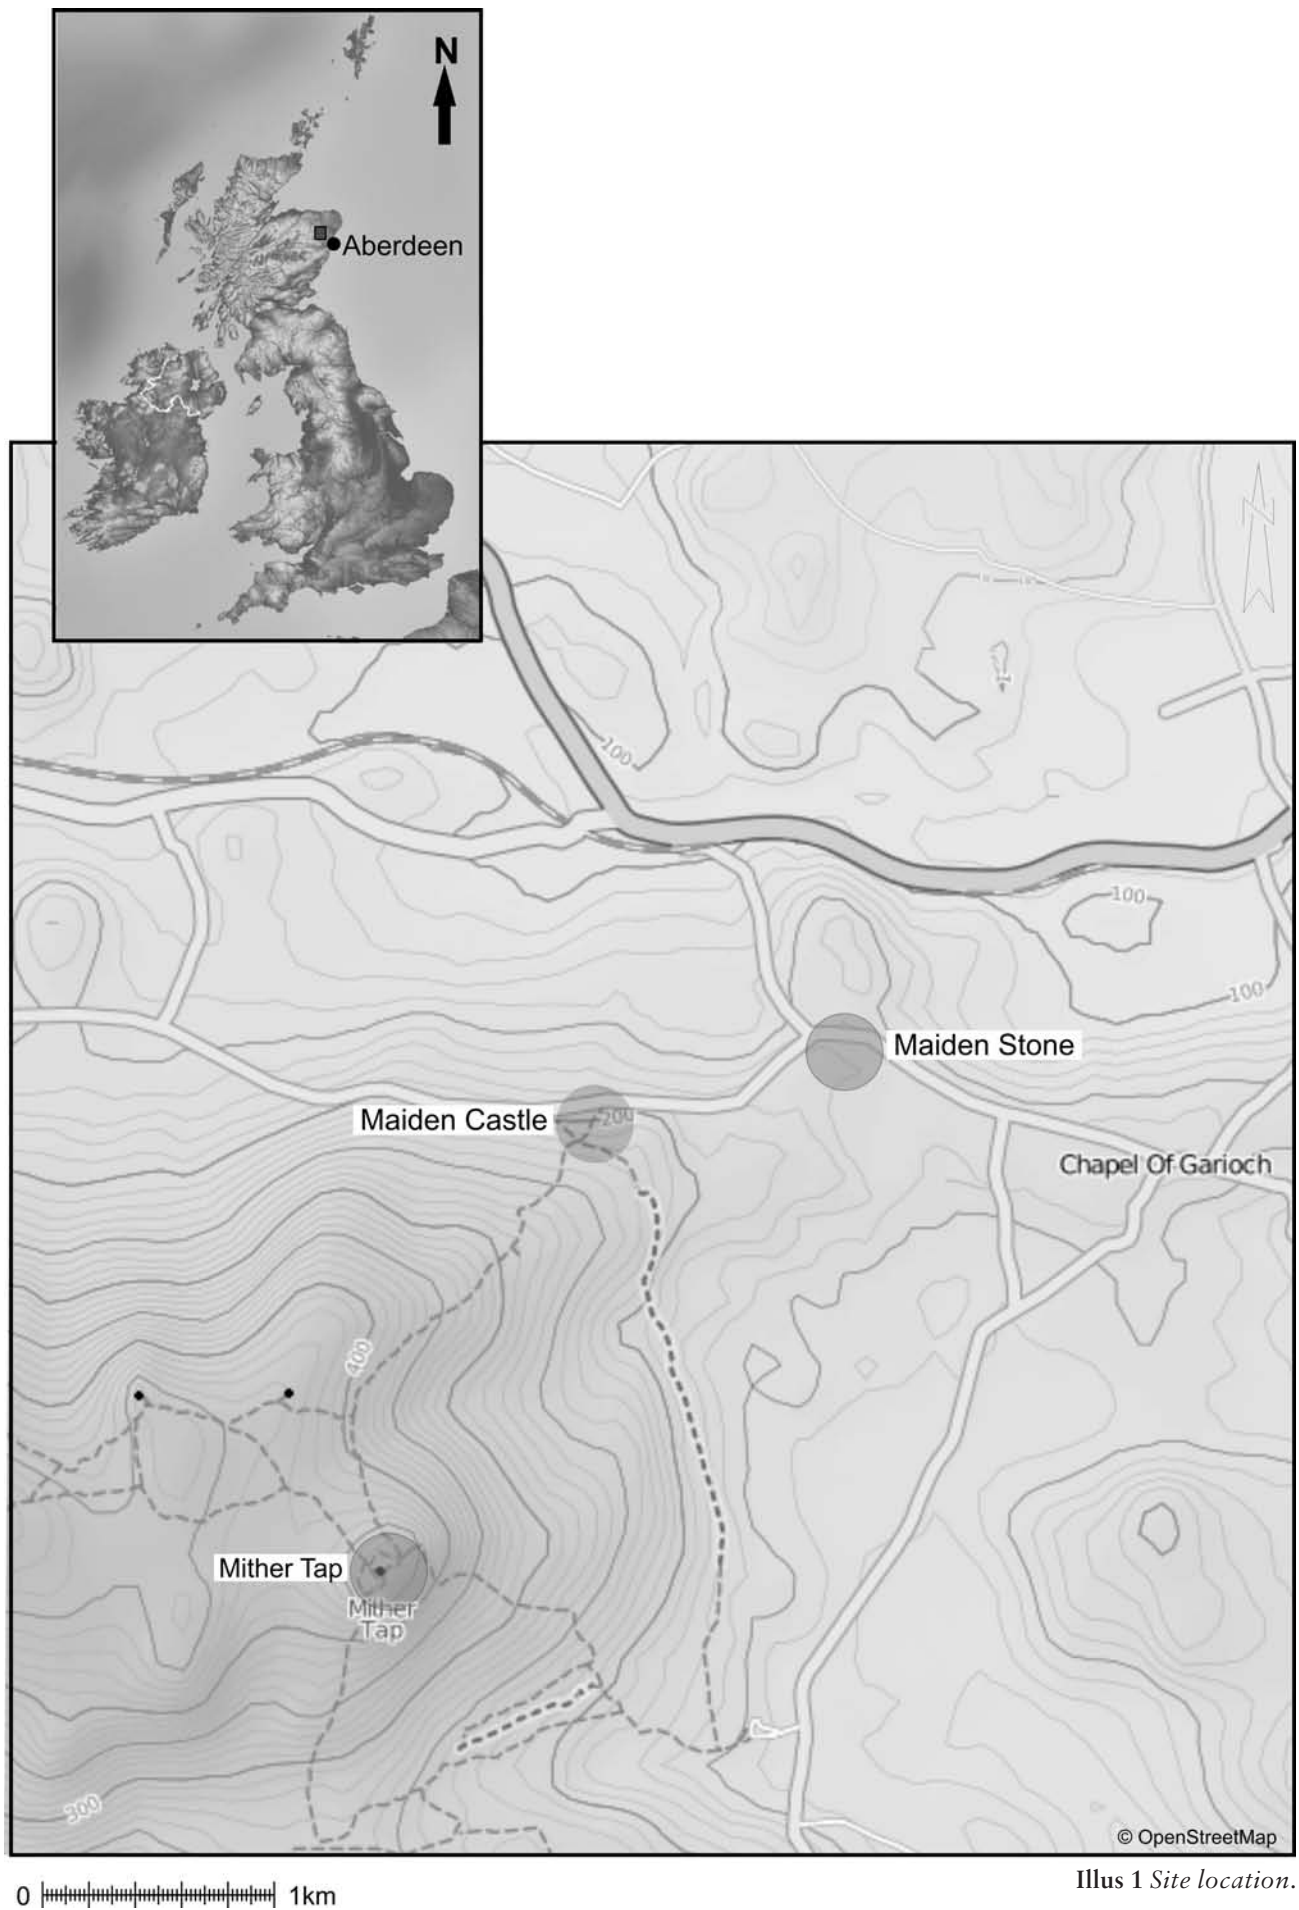 N
Aberdeen
100
100
100
Maiden Stone
Maiden Castle
200
Chapel Of Garioch
400
Mither Tap
Mither
Tap
300
© OpenStreetMap
Illus 1 Site location.
0 1km